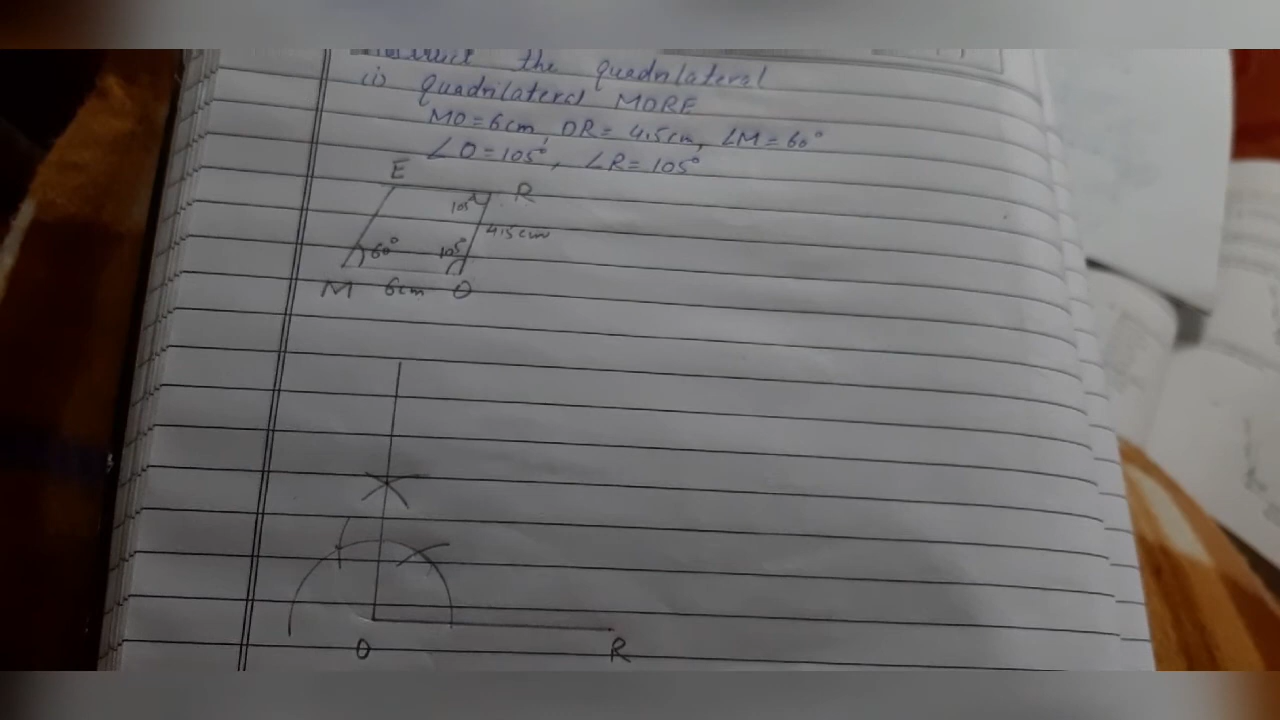 the quadrilateral
(i) quadrilateral MORE
MO = 6cm, OR = 4.5cm, ∠M = 60°
∠O = 105°, ∠R = 105°
E
R
105°
4.5cm
60°
105°
M 6cm O
O
R